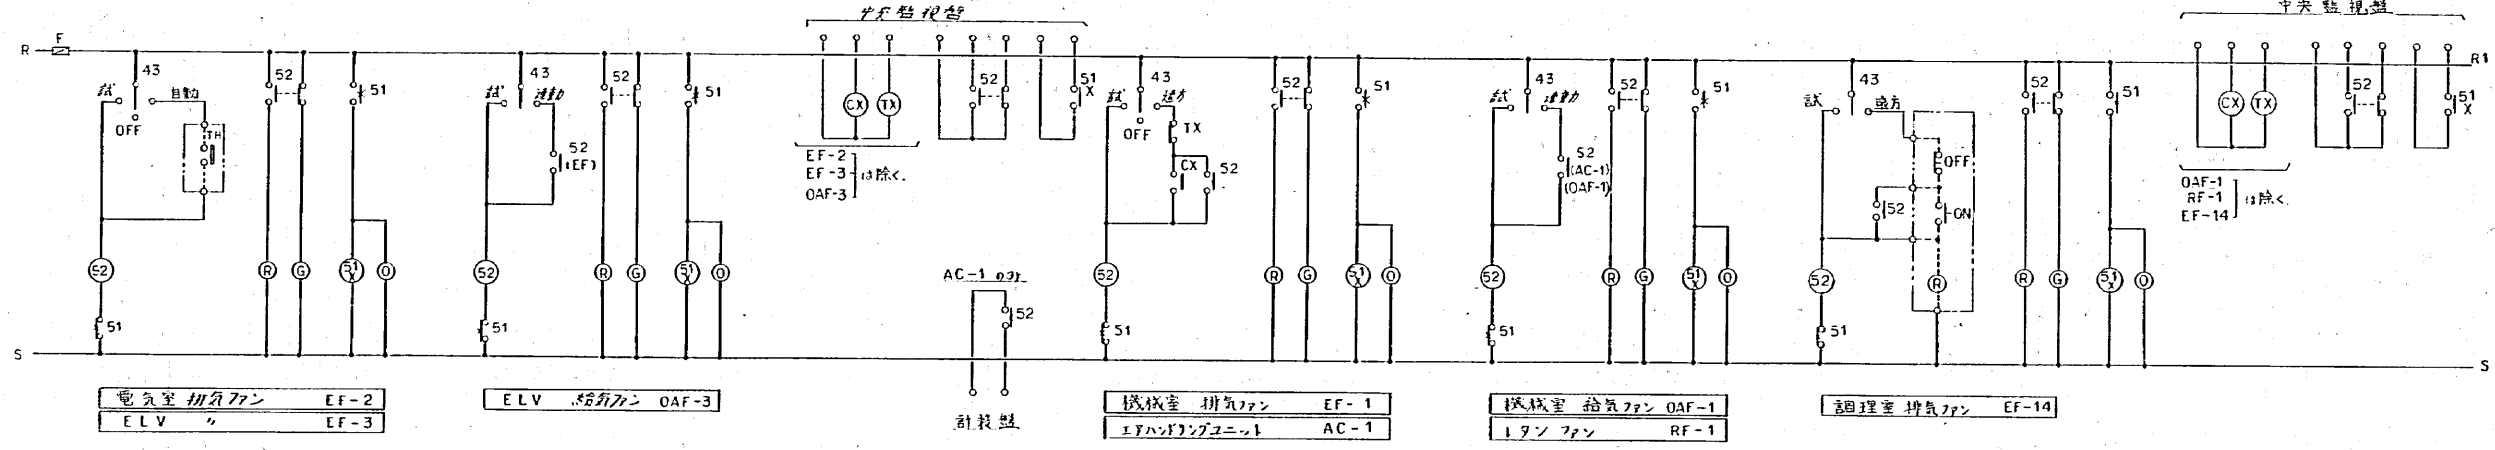 中央監視盤
中央監視盤
R F
R1
43
試 自動
OFF
TH
52
51
52
R G 51X O
51
43
試 連動
52
(EF)
52
51
52
R G 51X O
51
CX TX
52
51X
EF-2
EF-3 は除く.
OAF-3
AC-1 のみ
52
計装盤
43
試 遠方
OFF
TX
CX 52
52
51
52
R G 51X O
51
43
試 連動
52
(AC-1)
(OAF-1)
52
51
52
R G 51X O
51
43
試 遠方
OFF
52 ON
R
52
51
52
R G 51X O
51
CX TX
52
51X
OAF-1
RF-1 は除く.
EF-14
S
S
電気室 排気ファン EF-2
ELV 〃 EF-3
ELV 給気ファン OAF-3
機械室 排気ファン EF-1
エアハンドリングユニット AC-1
機械室 給気ファン OAF-1
レタン ファン RF-1
調理室 排気ファン EF-14